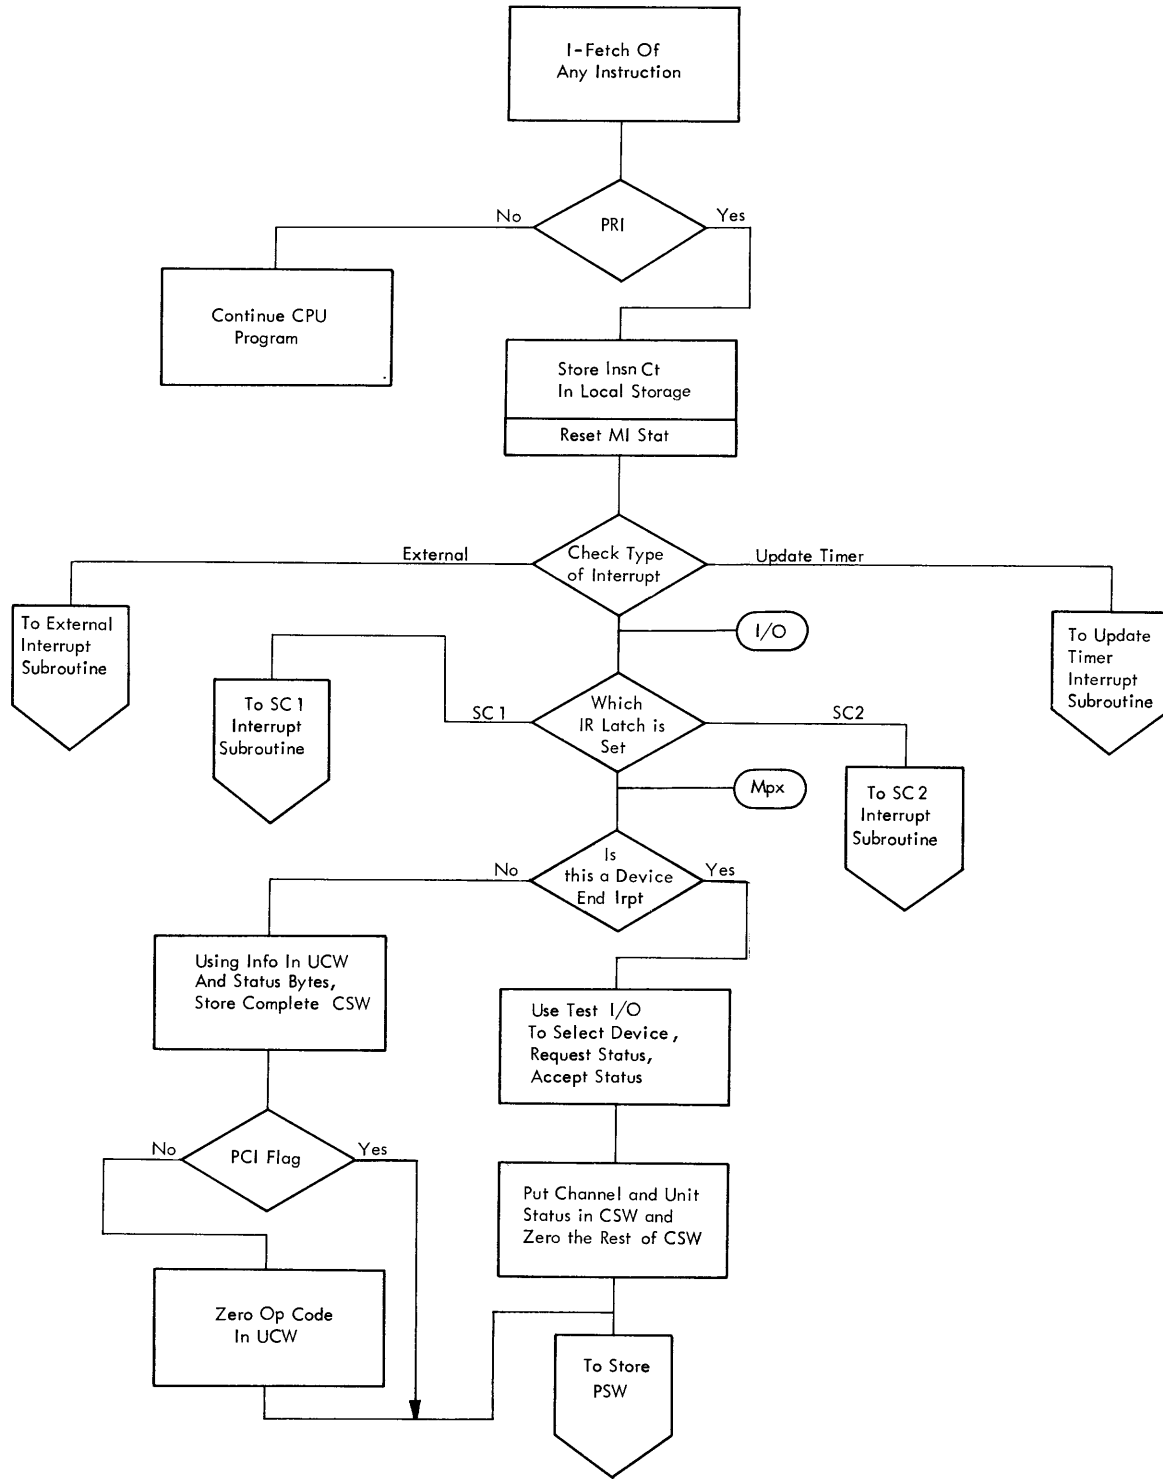 I-Fetch Of
Any Instruction
No
PRI
Yes
Continue CPU
Program
Store Insn Ct
In Local Storage
Reset MI Stat
External
Check Type
of Interrupt
Update Timer
To External
Interrupt
Subroutine
I/O
To Update
Timer
Interrupt
Subroutine
To SC 1
Interrupt
Subroutine
SC 1
Which
IR Latch is
Set
SC2
Mpx
To SC 2
Interrupt
Subroutine
No
Is
this a Device
End Irpt
Yes
Using Info In UCW
And Status Bytes,
Store Complete CSW
Use Test I/O
To Select Device,
Request Status,
Accept Status
No
PCI Flag
Yes
Put Channel and Unit
Status in CSW and
Zero the Rest of CSW
Zero Op Code
In UCW
To Store
PSW